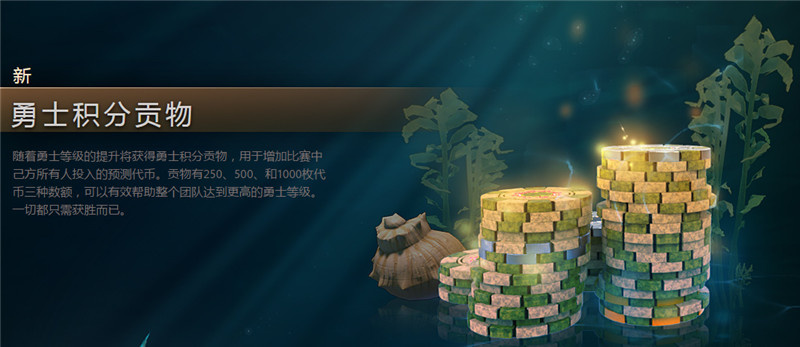 新
勇士积分贡物
随着勇士等级的提升将获得勇士积分贡物，用于增加比赛中
己方所有人投入的预测代币。贡物有250、500、和1000枚代
币三种数额，可以有效帮助整个团队达到更高的勇士等级。
一切都只需获胜而已。